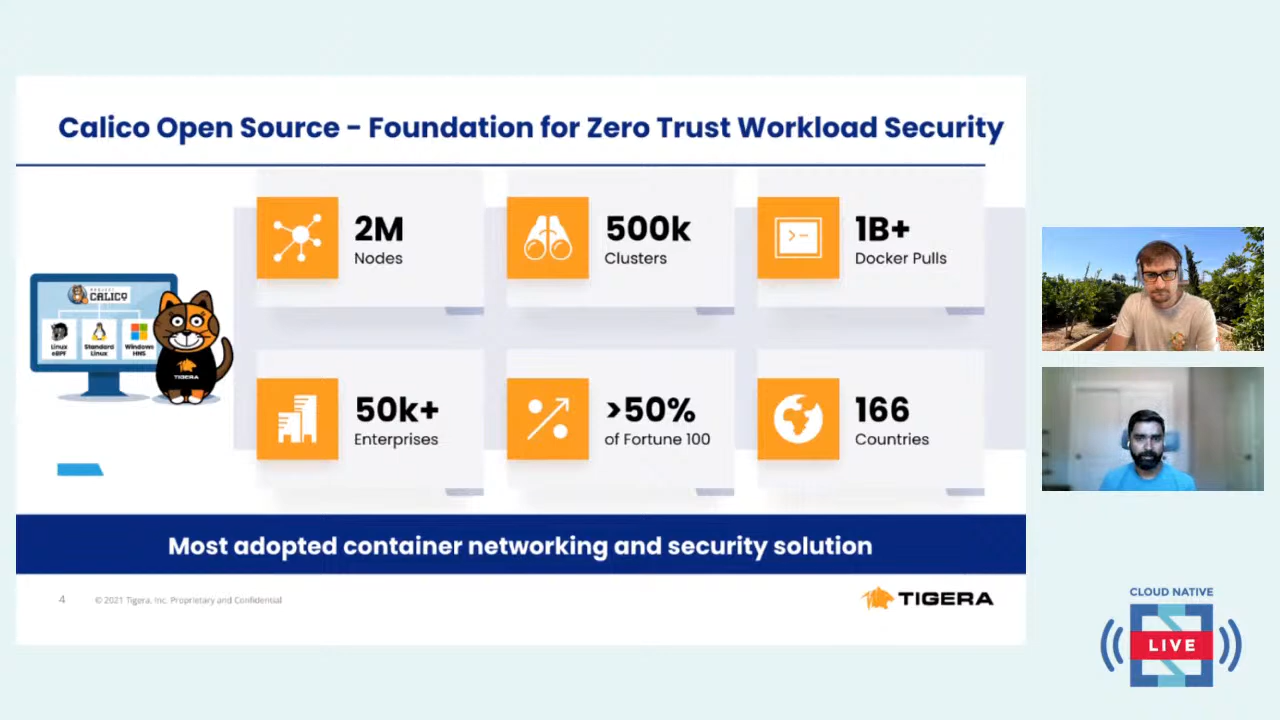 Calico Open Source - Foundation for Zero Trust Workload Security
2M
Nodes
500k
Clusters
1B+
Docker Pulls
PROJECT
CALICO
Linux
eBPF
Standard
Linux
Windows
HNS
TIGERA
50k+
Enterprises
>50%
of Fortune 100
166
Countries
Most adopted container networking and security solution
4
© 2021 Tigera, Inc. Proprietary and Confidential
TIGERA
CLOUD NATIVE
LIVE